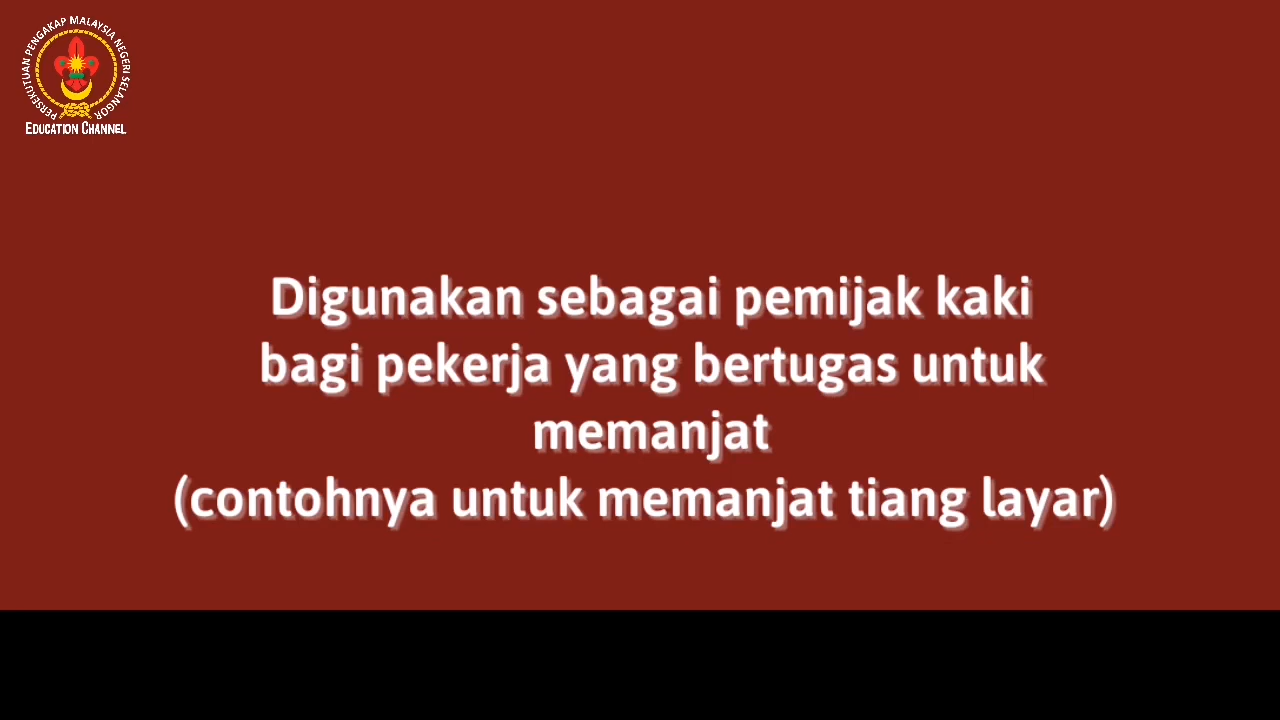 PERSEKUTUAN PENGAKAP MALAYSIA NEGERI SELANGOR
EDUCATION CHANNEL
Digunakan sebagai pemijak kaki
bagi pekerja yang bertugas untuk
memanjat
(contohnya untuk memanjat tiang layar)